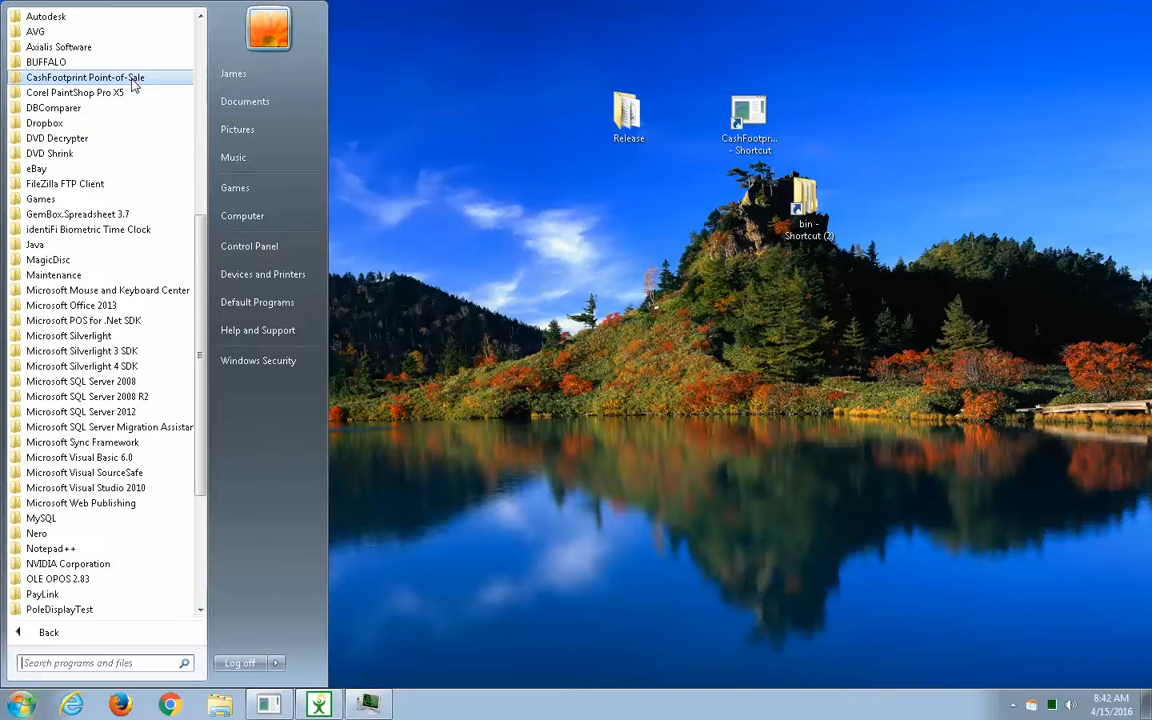 Autodesk
AVG
Axialis Software
BUFFALO
CashFootprint Point-of-Sale
Corel PaintShop Pro X5
DBComparer
Dropbox
DVD Decrypter
DVD Shrink
eBay
FileZilla FTP Client
Games
GemBox.Spreadsheet 3.7
identiFi Biometric Time Clock
Java
MagicDisc
Maintenance
Microsoft Mouse and Keyboard Center
Microsoft Office 2013
Microsoft POS for .Net SDK
Microsoft Silverlight
Microsoft Silverlight 3 SDK
Microsoft Silverlight 4 SDK
Microsoft SQL Server 2008
Microsoft SQL Server 2008 R2
Microsoft SQL Server 2012
Microsoft SQL Server Migration Assistar
Microsoft Sync Framework
Microsoft Visual Basic 6.0
Microsoft Visual SourceSafe
Microsoft Visual Studio 2010
Microsoft Web Publishing
MySQL
Nero
Notepad++
NVIDIA Corporation
OLE OPOS 2.83
PayLink
PoleDisplayTest
Back
Search programs and files
James
Documents
Pictures
Music
Games
Computer
Control Panel
Devices and Printers
Default Programs
Help and Support
Windows Security
Log off
Release
CashFootpr...
- Shortcut
bin -
Shortcut (2)
8:42 AM
4/15/2016